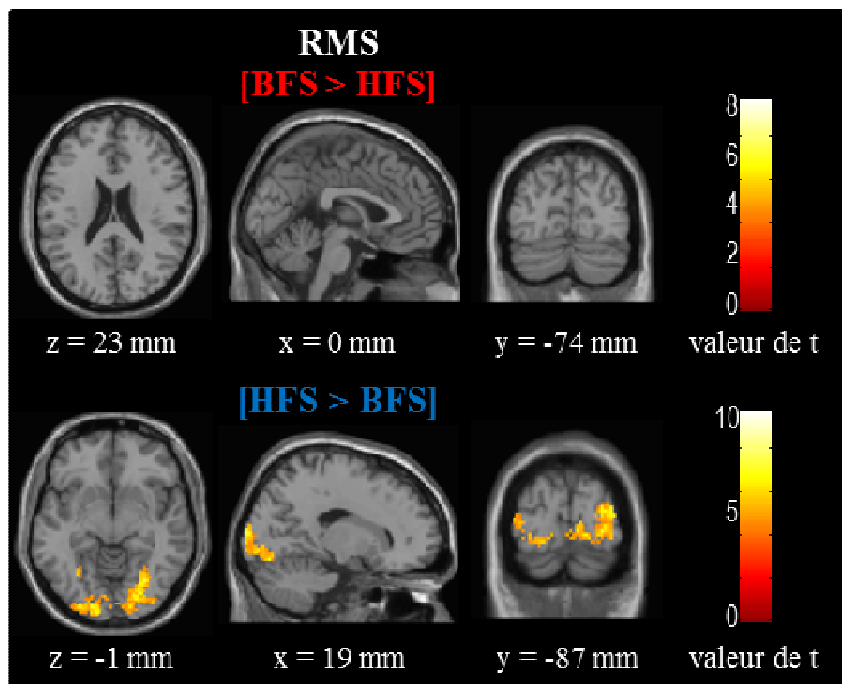 RMS
[BFS > HFS]
8
6
4
2
0
z = 23 mm
x = 0 mm
y = -74 mm
valeur de t
[HFS > BFS]
10
5
0
z = -1 mm
x = 19 mm
y = -87 mm
valeur de t